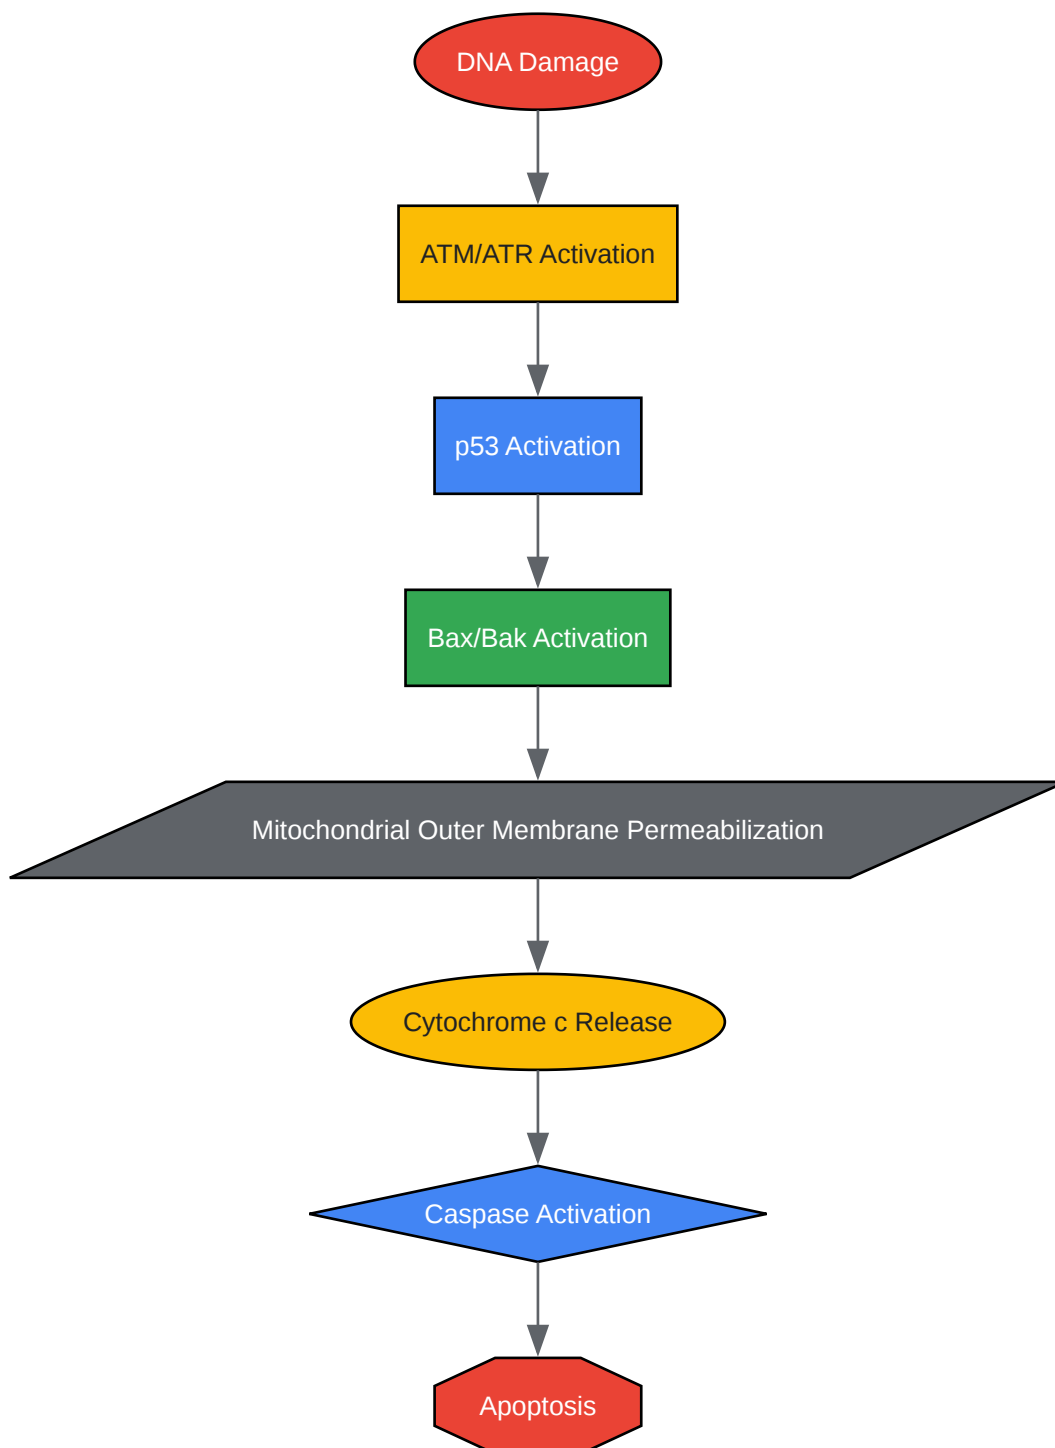 DNA Damage
ATM/ATR Activation
p53 Activation
Bax/Bak Activation
Mitochondrial Outer Membrane Permeabilization
Cytochrome c Release
Caspase Activation
Apoptosis